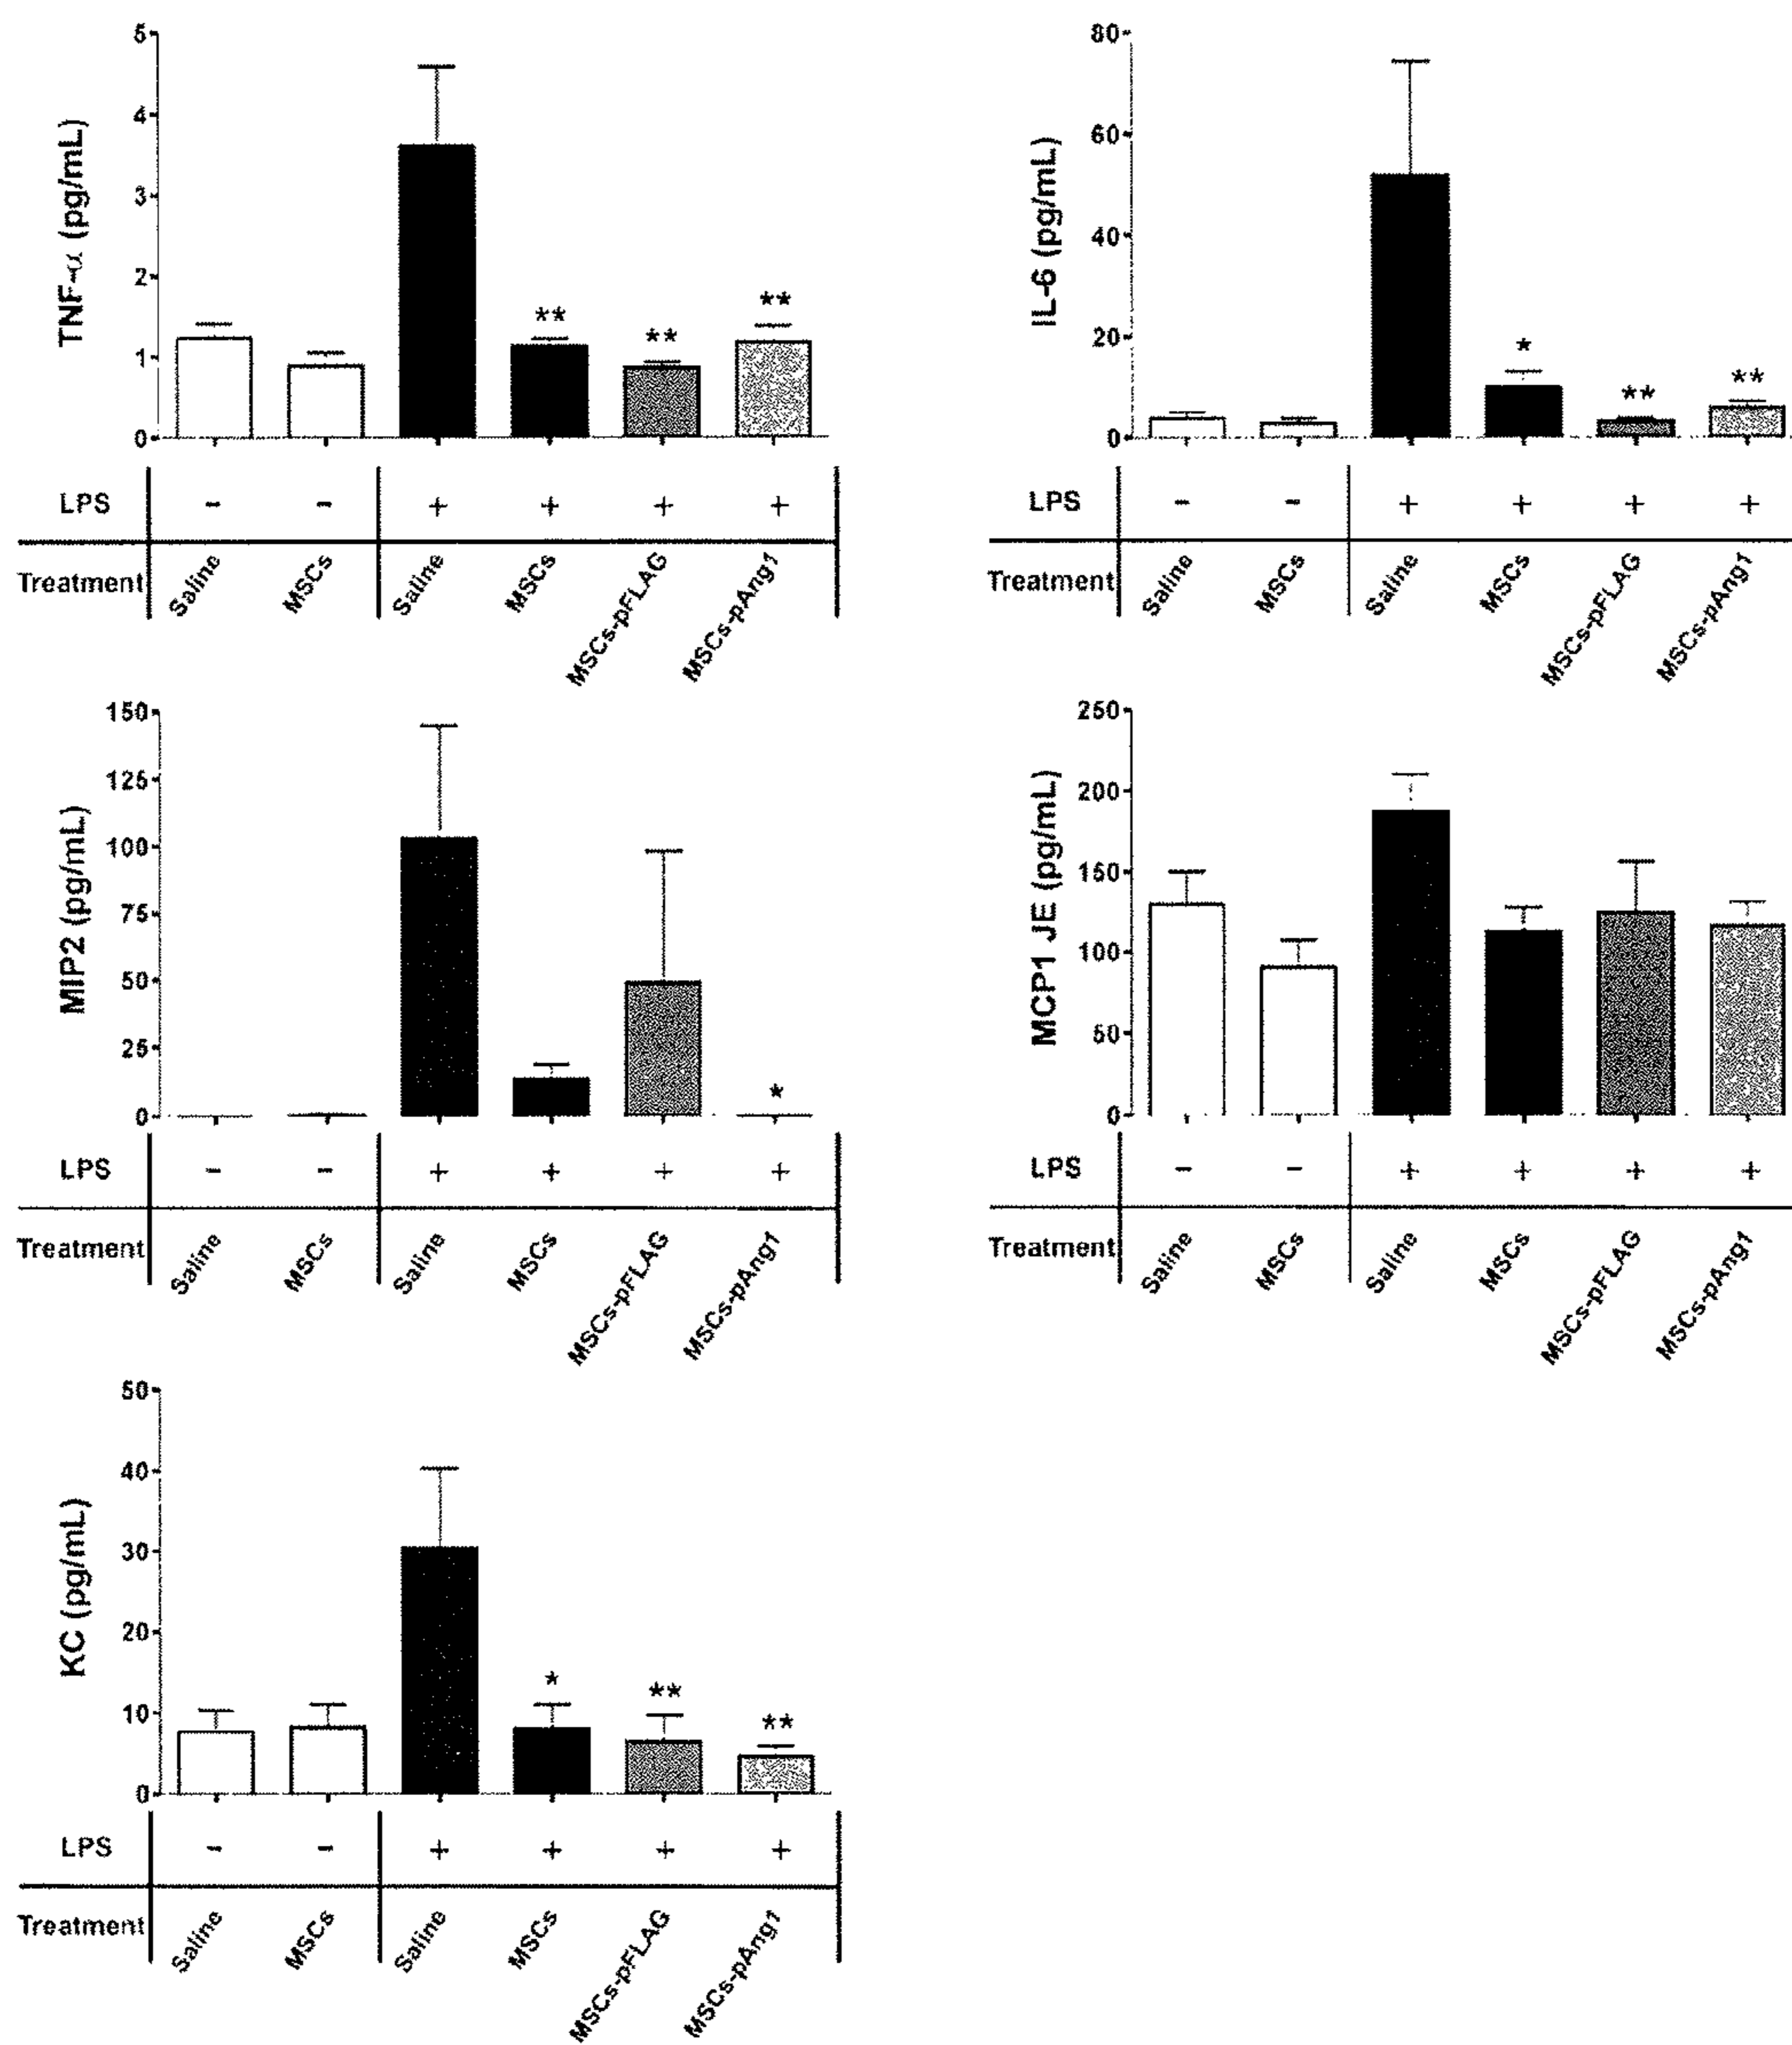 TNF-α (pg/mL)
5
4
3
2
1
0
** ** **
LPS - - + + + +
Treatment Saline MSCs Saline MSCs MSCs-pFLAG MSCs-pAng1
IL-6 (pg/mL)
80
60
40
20
0
* ** **
LPS - - + + + +
Treatment Saline MSCs Saline MSCs MSCs-pFLAG MSCs-pAng1
MIP2 (pg/mL)
150
125
100
75
50
25
0
*
LPS - - + + + +
Treatment Saline MSCs Saline MSCs MSCs-pFLAG MSCs-pAng1
MCP1 JE (pg/mL)
250
200
150
100
50
0
LPS - - + + + +
Treatment Saline MSCs Saline MSCs MSCs-pFLAG MSCs-pAng1
KC (pg/mL)
50
40
30
20
10
0
* ** **
LPS - - + + + +
Treatment Saline MSCs Saline MSCs MSCs-pFLAG MSCs-pAng1